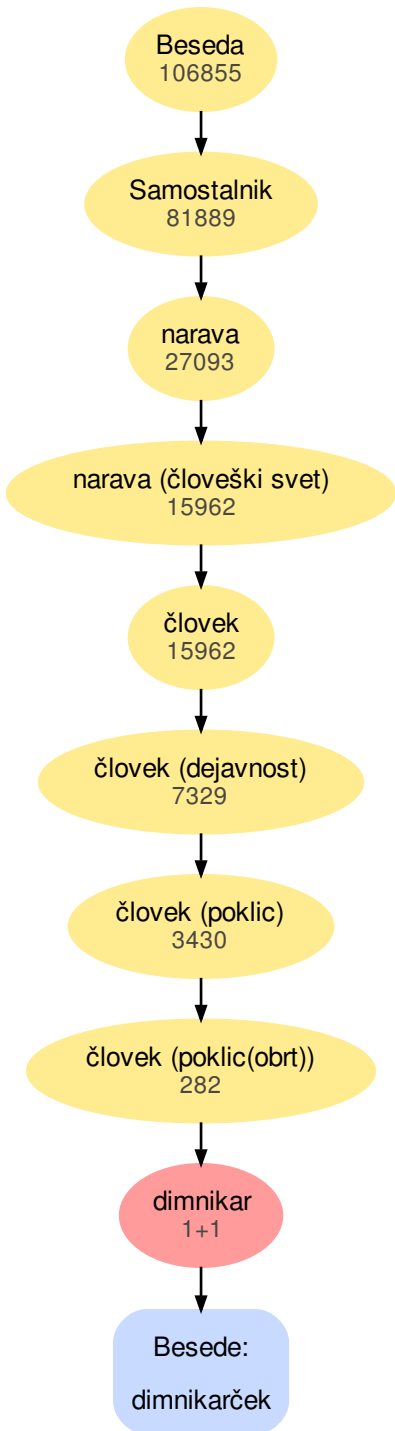 Beseda
106855
Samostalnik
81889
narava
27093
narava (človeški svet)
15962
človek
15962
človek (dejavnost)
7329
človek (poklic)
3430
človek (poklic(obrt))
282
dimnikar
1+1
Besede:
dimnikarček